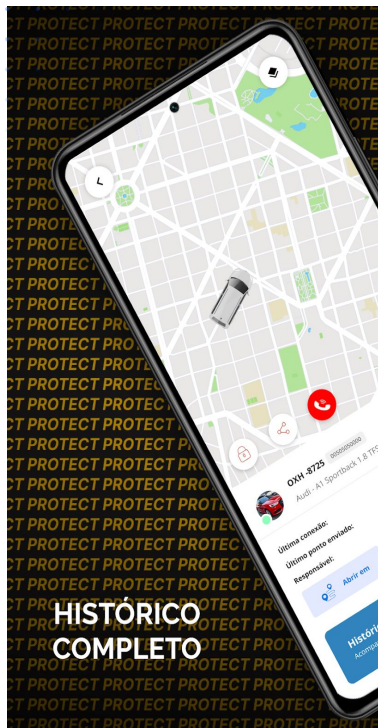 PROTECT PROTECT PROTECT
OXH -8725 00505050000
Audi - A1 Sportback 1.8 TFS
Última conexão:
Último ponto enviado:
Responsável:
Abrir em
Históri
Acompa
HISTÓRICO
COMPLETO